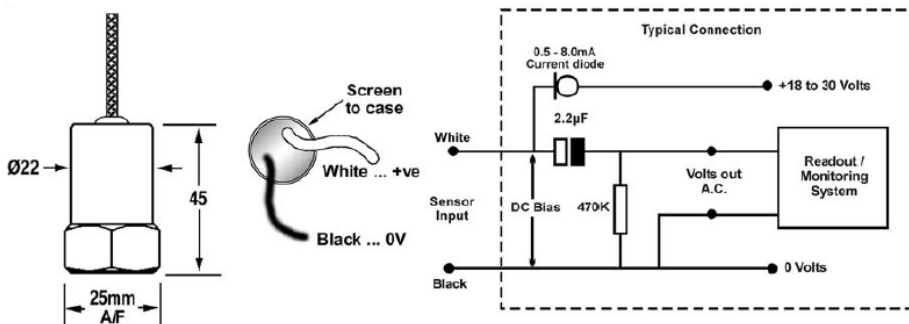 Ø22
45
25mm
A/F
Screen
to case
White ... +ve
Black ... 0V
Typical Connection
0.5 - 8.0mA
Current diode
+18 to 30 Volts
2.2µF
White
Sensor
Input
DC Bias
470K
Volts out
A.C.
Readout /
Monitoring
System
0 Volts
Black